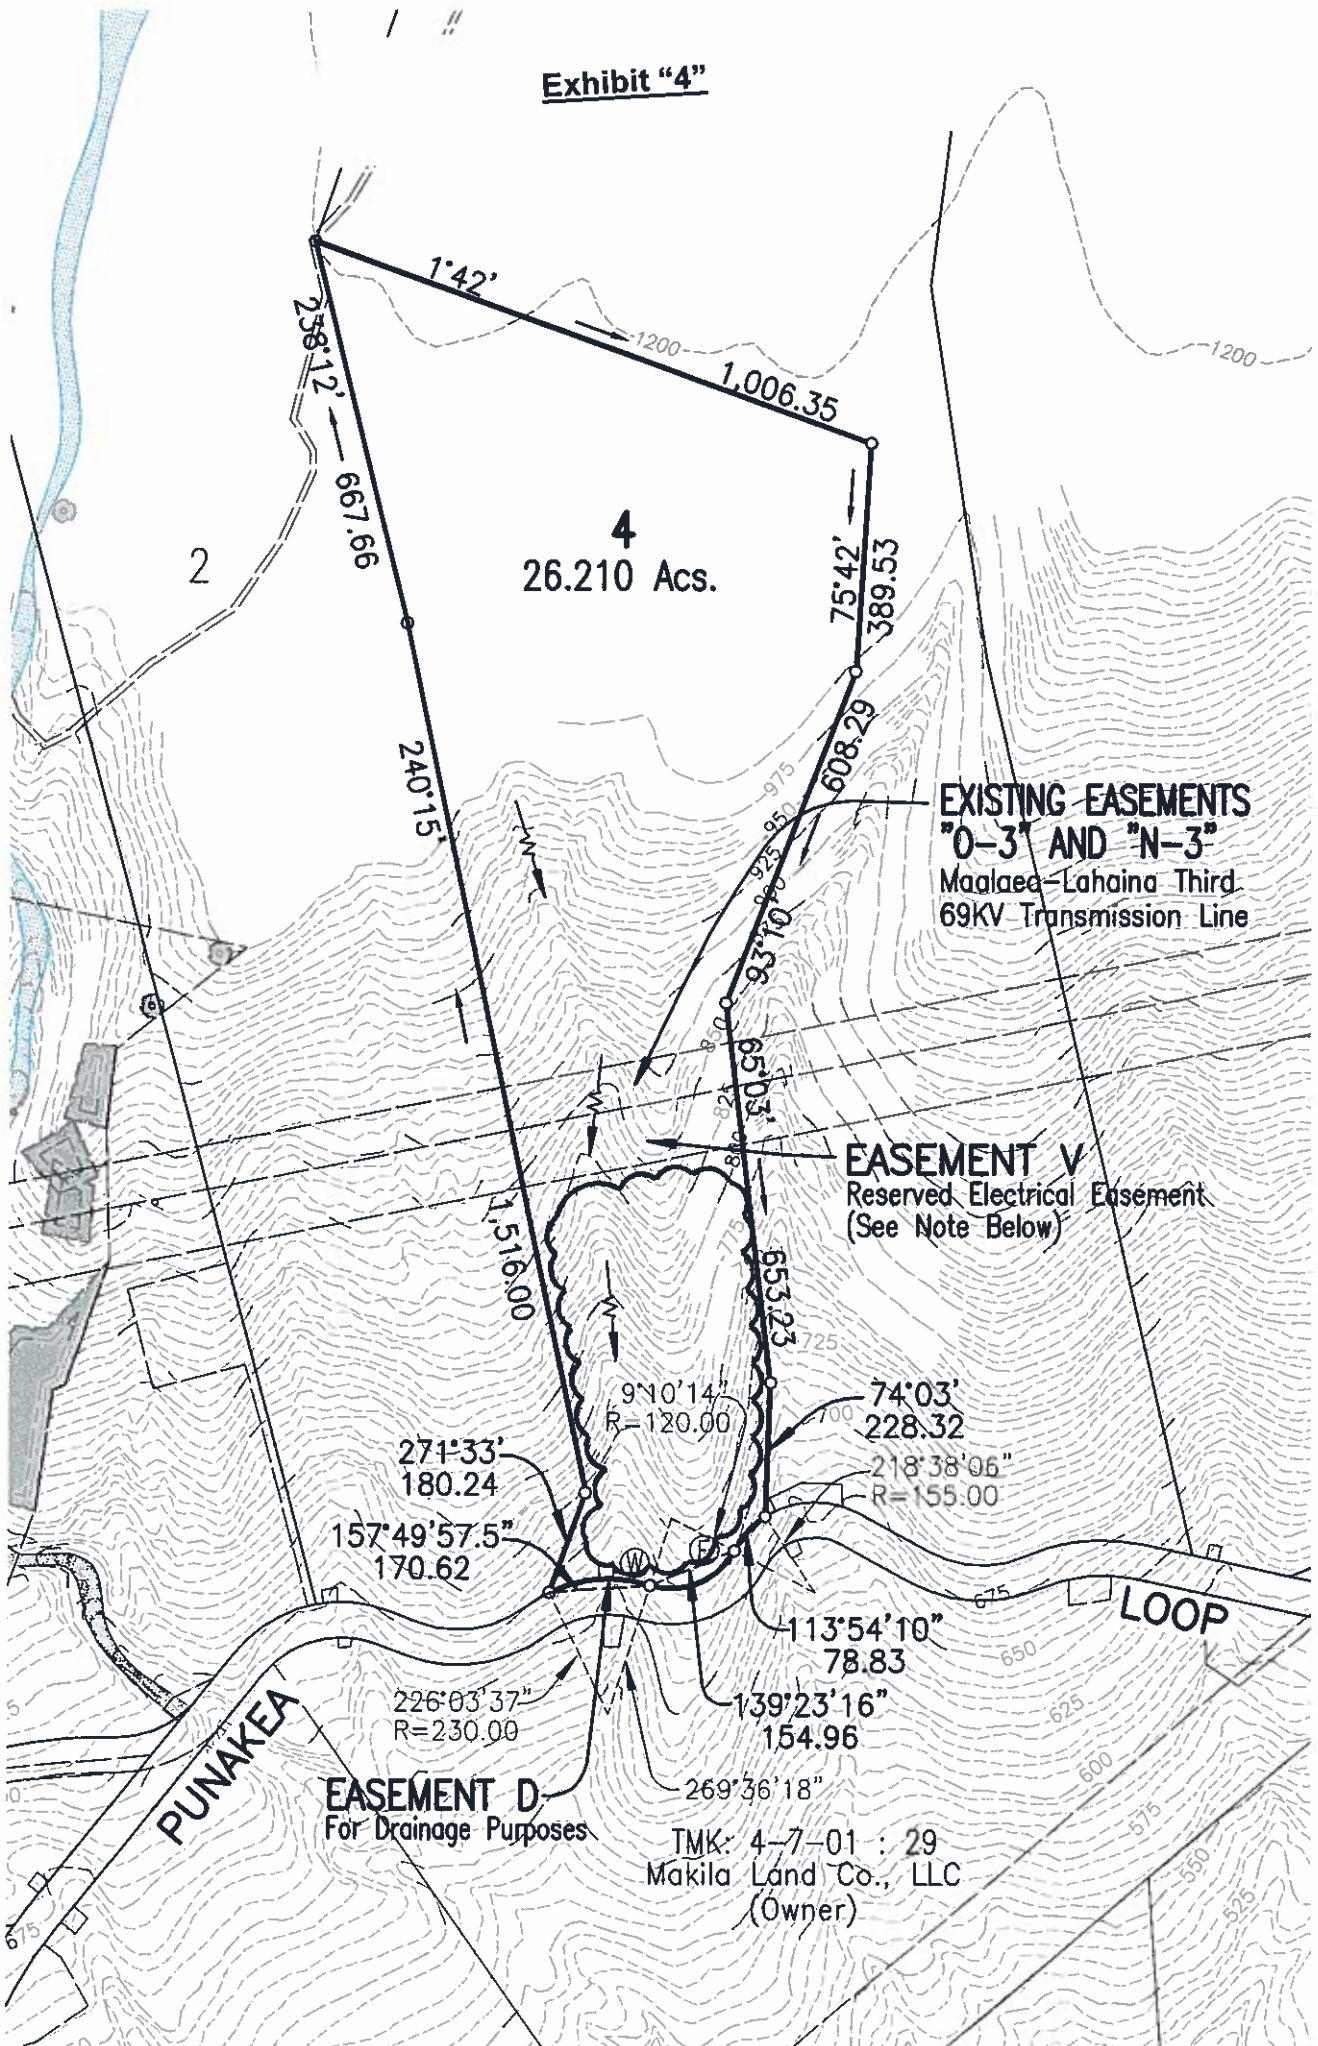 Exhibit “4”
1°42'
1200
1200
1,006.35
238°12'
667.66
4
26.210 Acs.
2
75°42'
389.53
608.29
240°15'
975
950
925
900
93°10'
EXISTING EASEMENTS
"O-3" AND "N-3"
Maalaea-Lahaina Third
69KV Transmission Line
850
65°03'
825
800
EASEMENT V
Reserved Electrical Easement
(See Note Below)
1,516.00
775
653.23
725
9°10'14"
R=120.00
74°03'
228.32
700
271°33'
180.24
218°38'06"
R=155.00
157°49'57.5"
170.62
W
E
675
LOOP
113°54'10"
78.83
650
226°03'37"
R=230.00
139°23'16"
154.96
625
PUNAKEA
600
EASEMENT D
For Drainage Purposes
269°36'18"
575
TMK: 4-7-01 : 29
Makila Land Co., LLC
(Owner)
550
525
675